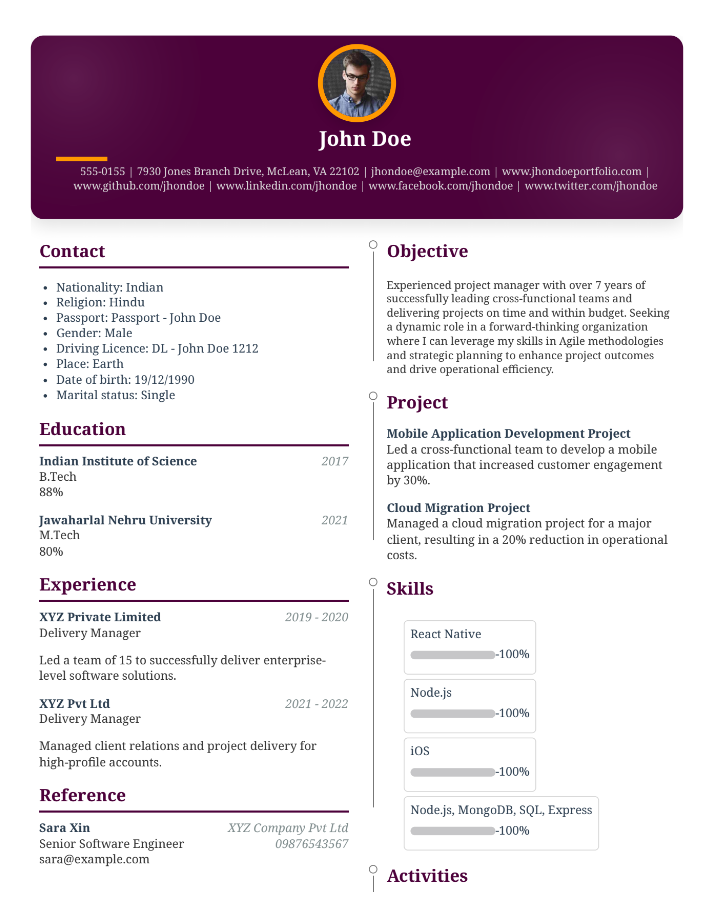 John Doe
555-0155 | 7930 Jones Branch Drive, McLean, VA 22102 | jhondoe@example.com | www.jhondoeportfolio.com |
www.github.com/jhondoe | www.linkedin.com/jhondoe | www.facebook.com/jhondoe | www.twitter.com/jhondoe
Contact
• Nationality: Indian
• Religion: Hindu
• Passport: Passport - John Doe
• Gender: Male
• Driving Licence: DL - John Doe 1212
• Place: Earth
• Date of birth: 19/12/1990
• Marital status: Single
Education
Indian Institute of Science 2017
B.Tech
88%
Jawaharlal Nehru University 2021
M.Tech
80%
Experience
XYZ Private Limited 2019 - 2020
Delivery Manager
Led a team of 15 to successfully deliver enterprise-
level software solutions.
XYZ Pvt Ltd 2021 - 2022
Delivery Manager
Managed client relations and project delivery for
high-profile accounts.
Reference
Sara Xin XYZ Company Pvt Ltd
Senior Software Engineer 09876543567
sara@example.com
Objective
Experienced project manager with over 7 years of
successfully leading cross-functional teams and
delivering projects on time and within budget. Seeking
a dynamic role in a forward-thinking organization
where I can leverage my skills in Agile methodologies
and strategic planning to enhance project outcomes
and drive operational efficiency.
Project
Mobile Application Development Project
Led a cross-functional team to develop a mobile
application that increased customer engagement
by 30%.
Cloud Migration Project
Managed a cloud migration project for a major
client, resulting in a 20% reduction in operational
costs.
Skills
React Native
-100%
Node.js
-100%
iOS
-100%
Node.js, MongoDB, SQL, Express
-100%
Activities